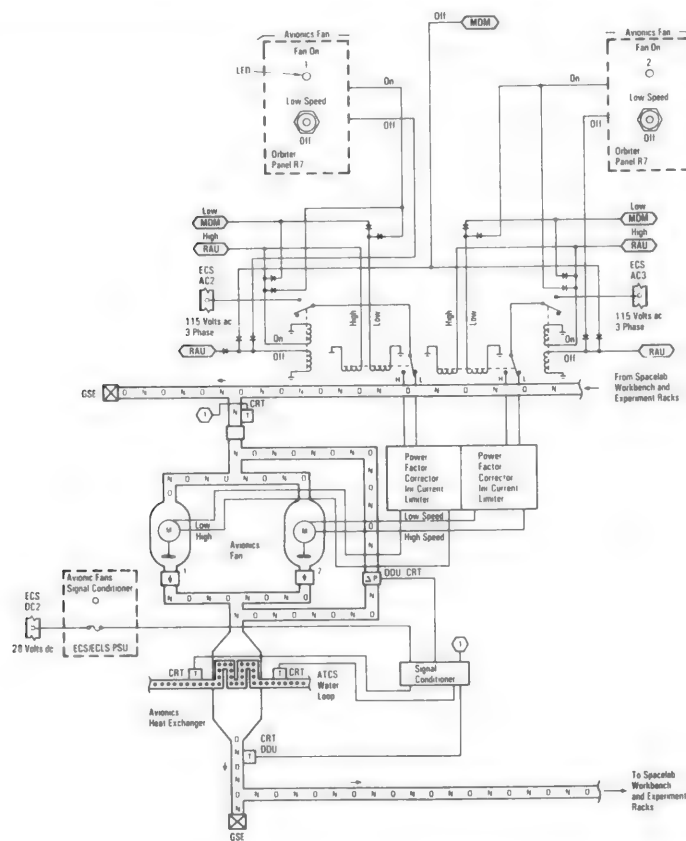 Off
MDM
Avionics Fan
Fan On
1
LED
Low Speed
Off
Orbiter
Panel R7
On
Off
Avionics Fan
Fan On
2
Low Speed
Off
Orbiter
Panel R7
On
Off
Low
MDM
High
RAU
ECS
AC2
115 Volts ac
3 Phase
RAU
On
Off
High
Low
High
Low
H
L
H
L
Low
MDM
High
RAU
ECS
AC3
115 Volts ac
3 Phase
On
Off
RAU
GSE
N O N O N O N O N O N O N
From Spacelab
Workbench and
Experiment Racks
1
CRT
T
Power
Factor
Corrector
Inr Current
Limiter
Power
Factor
Corrector
Inr Current
Limiter
M
Low
High
M
Avionics
Fan
Low Speed
High Speed
1
2
DDU CRT
Δ P
ECS
DC2
28 Volts dc
Avionic Fans
Signal Conditioner
ECS/ECLS PSU
CRT
T
T
CRT
ATCS
Water
Loop
1
Signal
Conditioner
Avionics
Heat Exchanger
CRT
DDU
T
N O N O N O N O N O N O N O
To Spacelab
Workbench
and Experiment
Racks
GSE